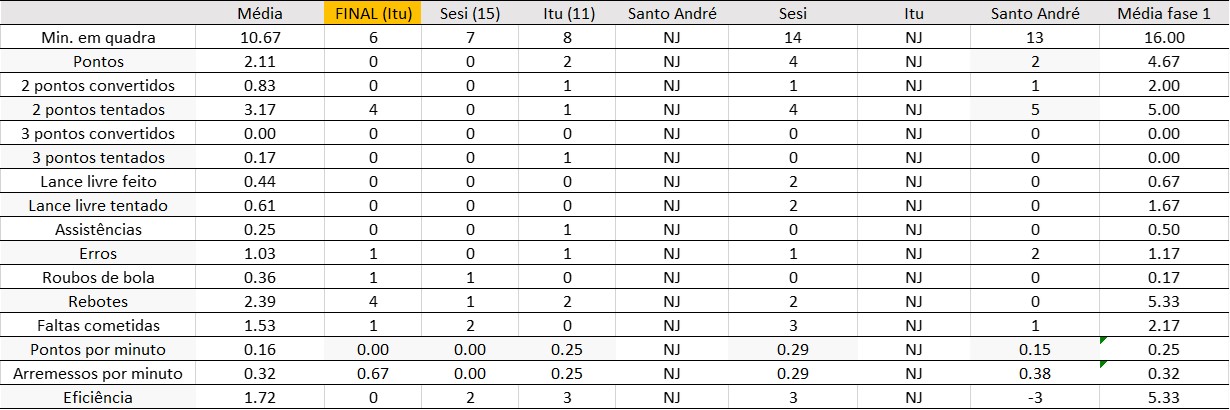 Média FINAL (Itu) Sesi (15) Itu (11) Santo André Sesi Itu Santo André Média fase 1
Min. em quadra 10.67 6 7 8 NJ 14 NJ 13 16.00
Pontos 2.11 0 0 2 NJ 4 NJ 2 4.67
2 pontos convertidos 0.83 0 0 1 NJ 1 NJ 1 2.00
2 pontos tentados 3.17 4 0 1 NJ 4 NJ 5 5.00
3 pontos convertidos 0.00 0 0 0 NJ 0 NJ 0 0.00
3 pontos tentados 0.17 0 0 1 NJ 0 NJ 0 0.00
Lance livre feito 0.44 0 0 0 NJ 2 NJ 0 0.67
Lance livre tentado 0.61 0 0 0 NJ 2 NJ 0 1.67
Assistências 0.25 0 0 1 NJ 0 NJ 0 0.50
Erros 1.03 1 0 1 NJ 1 NJ 2 1.17
Roubos de bola 0.36 1 1 0 NJ 0 NJ 0 0.17
Rebotes 2.39 4 1 2 NJ 2 NJ 0 5.33
Faltas cometidas 1.53 1 2 0 NJ 3 NJ 1 2.17
Pontos por minuto 0.16 0.00 0.00 0.25 NJ 0.29 NJ 0.15 0.25
Arremessos por minuto 0.32 0.67 0.00 0.25 NJ 0.29 NJ 0.38 0.32
Eficiência 1.72 0 2 3 NJ 3 NJ -3 5.33